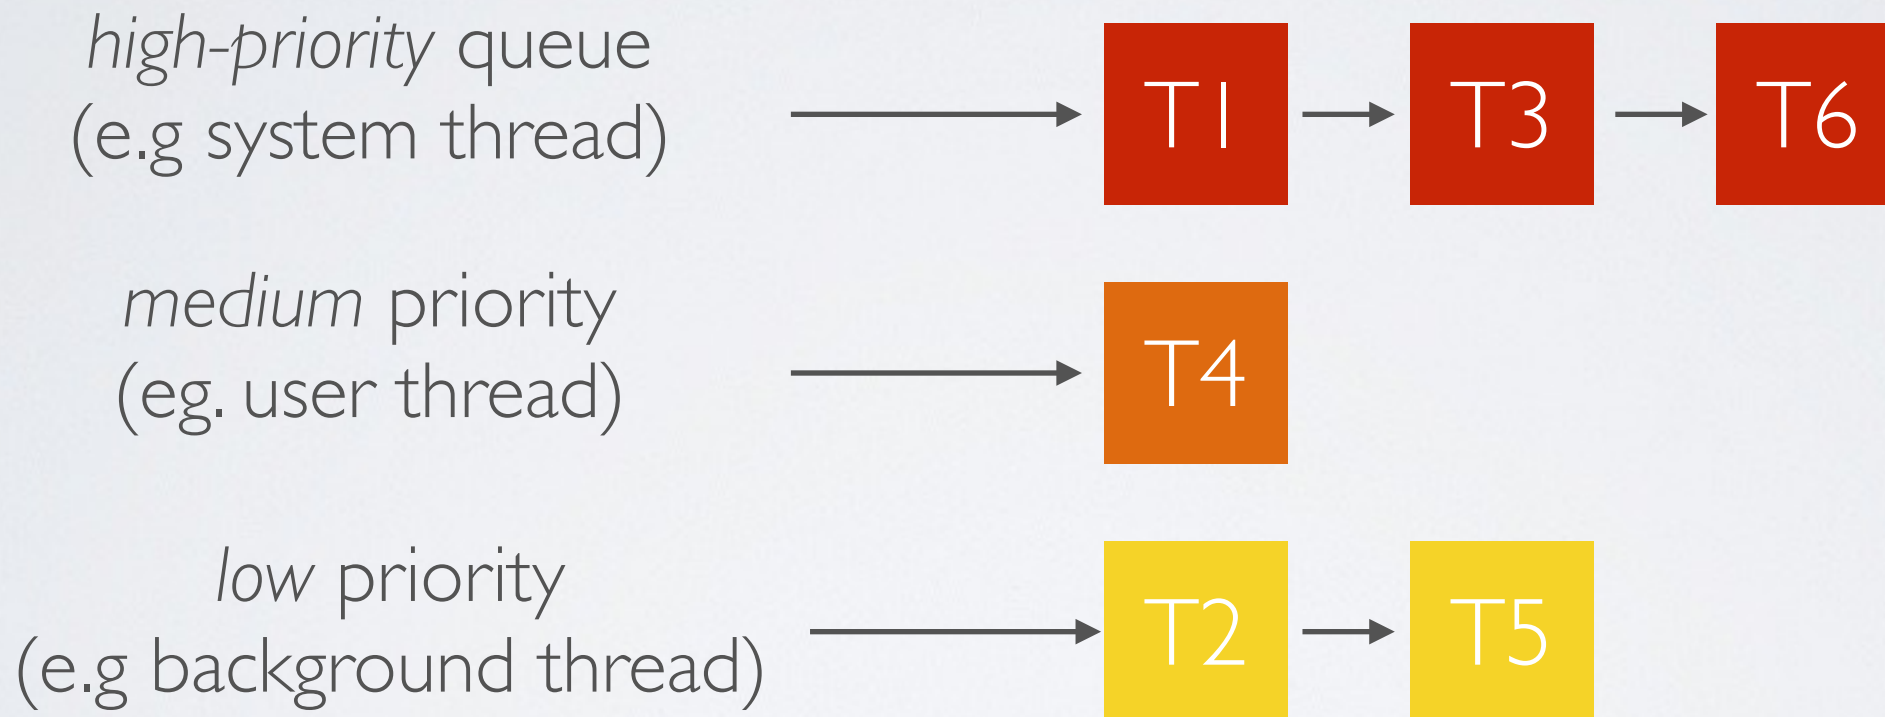 high-priority queue
(e.g system thread)
T1
T3
T6
medium priority
(eg. user thread)
T4
low priority
(e.g background thread)
T2
T5